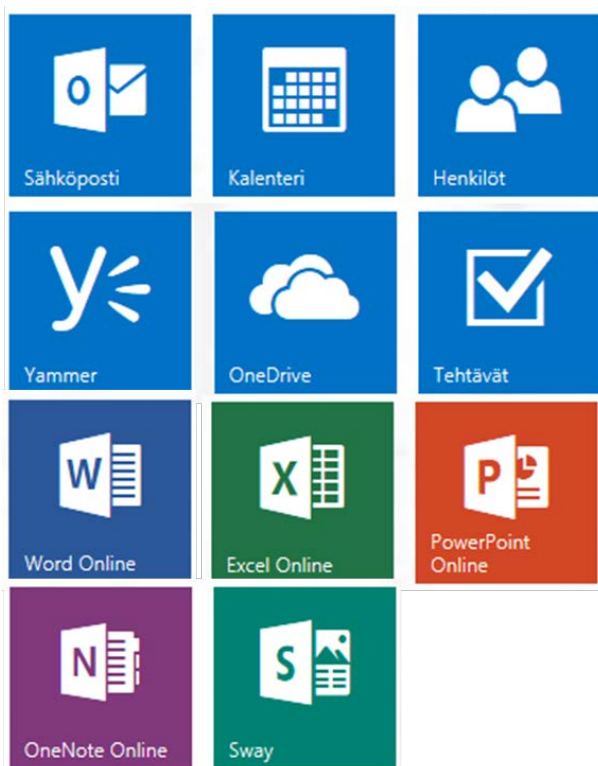 Sähköposti
Kalenteri
Henkilöt
Yammer
OneDrive
Tehtävät
Word Online
Excel Online
PowerPoint
Online
OneNote Online
Sway